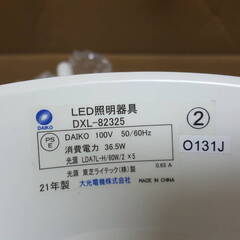 LED照明器具
DXL-82325
DAIKO
PS
E
DAIKO 100V 50/60Hz
消費電力 36.5W
光源 LDA7L-H/60W/2 ×5
0.63 A
光源 東芝ライテック(株)製
21年製 大光電機株式会社
MADE IN CHINA
②
O131J